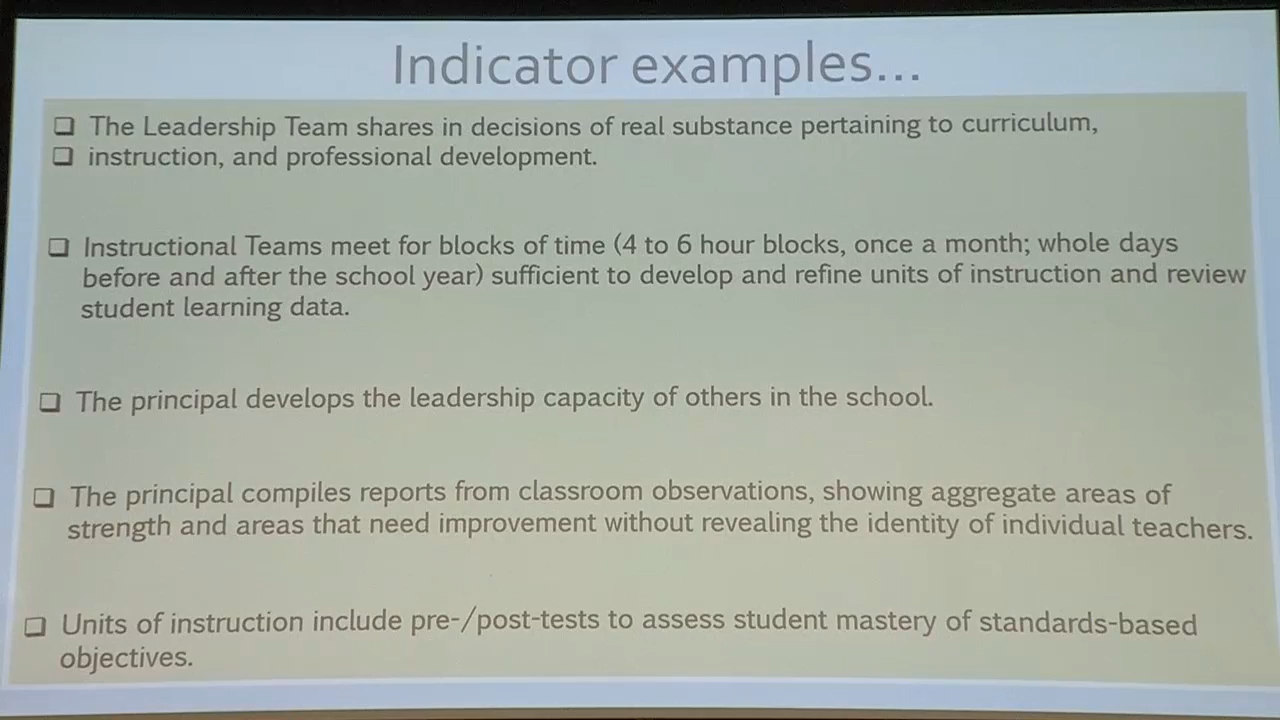 Indicator examples...
❑ The Leadership Team shares in decisions of real substance pertaining to curriculum,
❑ instruction, and professional development.
❑ Instructional Teams meet for blocks of time (4 to 6 hour blocks, once a month; whole days
before and after the school year) sufficient to develop and refine units of instruction and review
student learning data.
❑ The principal develops the leadership capacity of others in the school.
❑ The principal compiles reports from classroom observations, showing aggregate areas of
strength and areas that need improvement without revealing the identity of individual teachers.
❑ Units of instruction include pre-/post-tests to assess student mastery of standards-based
objectives.